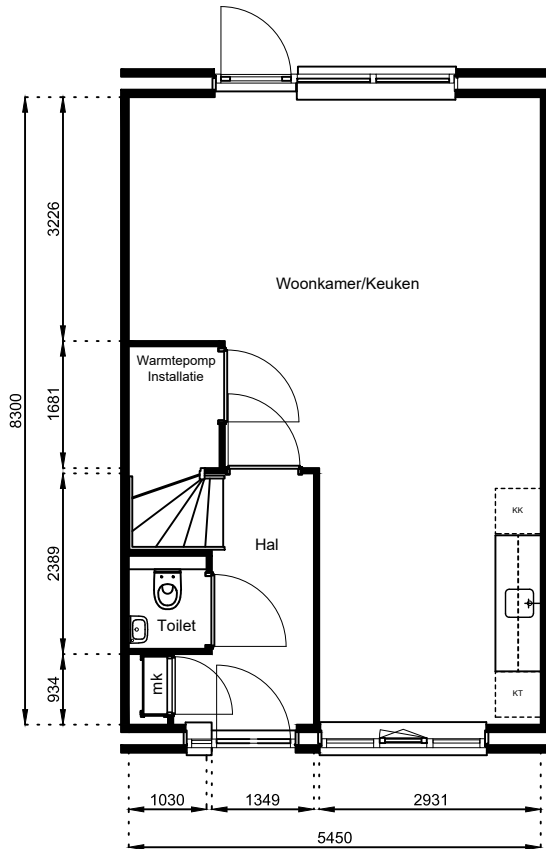 3226
Woonkamer/Keuken
Warmtepomp
Installatie
1681
8300
KK
Hal
2389
Toilet
mk
KT
934
1030
1349
2931
5450